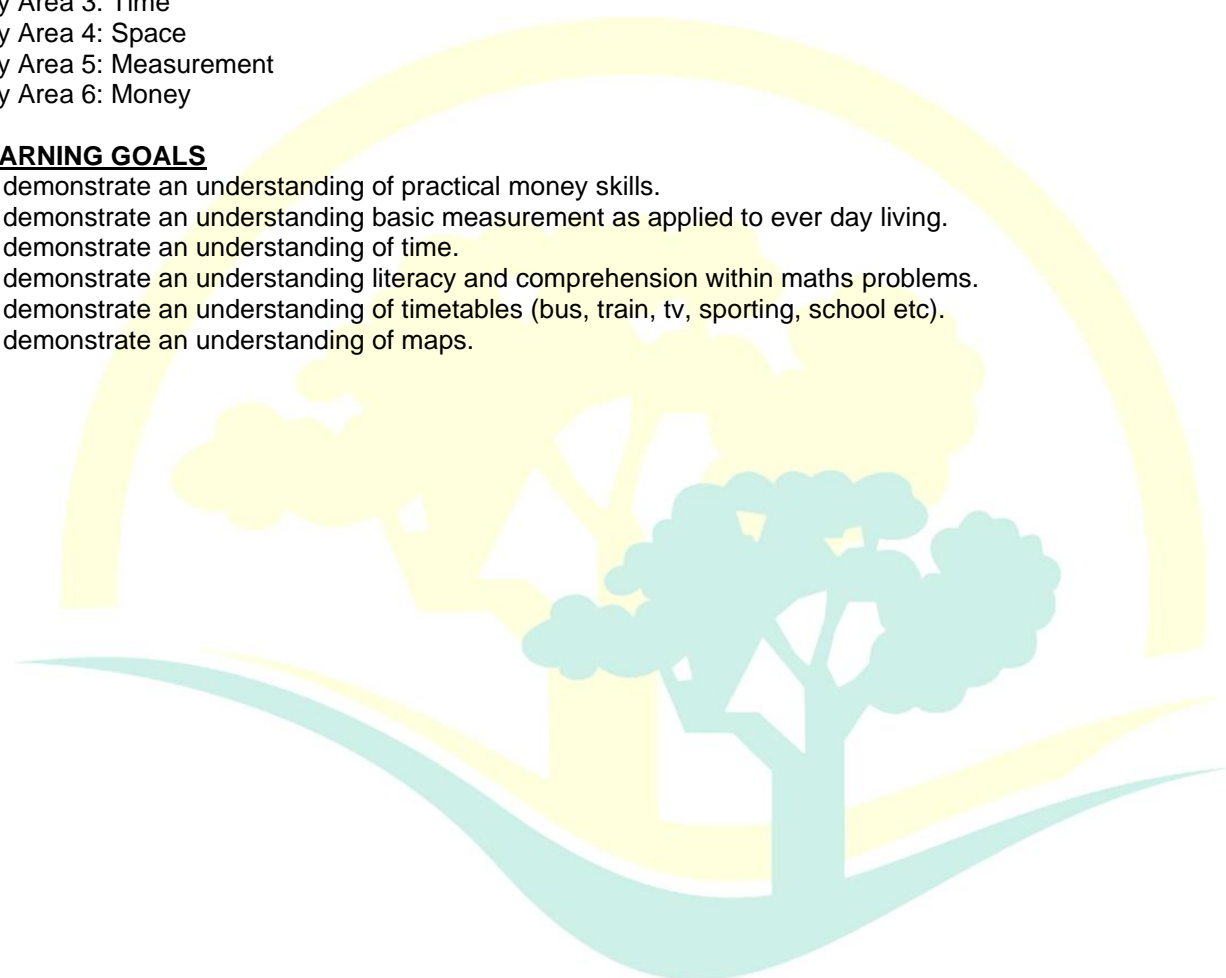 y Area 3: Time
y Area 4: Space
y Area 5: Measurement
y Area 6: Money
ARNING GOALS
demonstrate an understanding of practical money skills.
demonstrate an understanding basic measurement as applied to ever day living.
demonstrate an understanding of time.
demonstrate an understanding literacy and comprehension within maths problems.
demonstrate an understanding of timetables (bus, train, tv, sporting, school etc).
demonstrate an understanding of maps.